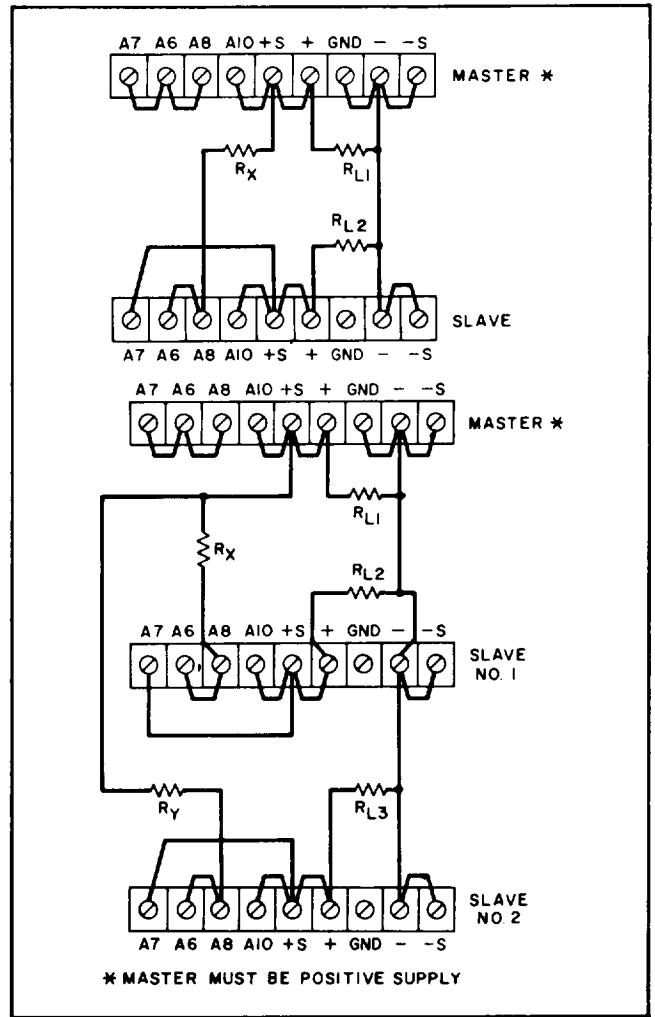 A7 A6 A8 A10 +S + GND - -S
MASTER *
RX
RL1
RL2
SLAVE
A7 A6 A8 A10 +S + GND - -S
A7 A6 A8 A10 +S + GND - -S
MASTER *
RL1
RX
RL2
A7 A6 A8 A10 +S + GND - -S
SLAVE
NO. 1
RY
RL3
SLAVE
NO. 2
A7 A6 A8 A10 +S + GND - -S
* MASTER MUST BE POSITIVE SUPPLY